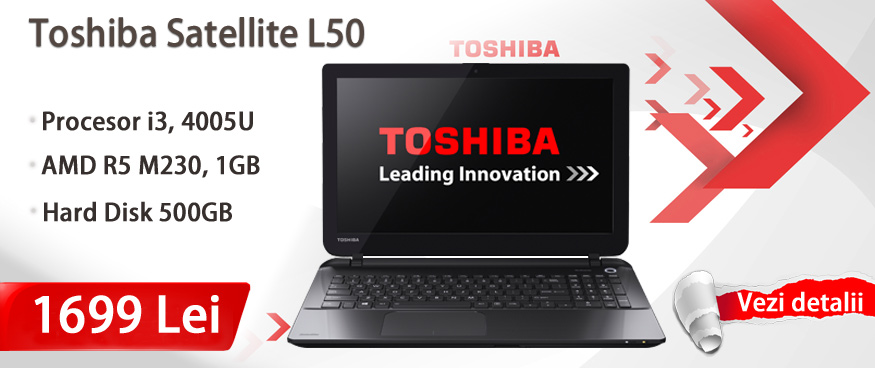 Toshiba Satellite L50
TOSHIBA
Procesor i3, 4005U
AMD R5 M230, 1GB
Hard Disk 500GB
TOSHIBA
Leading Innovation >>>
TOSHIBA
1699 Lei
Vezi detalii